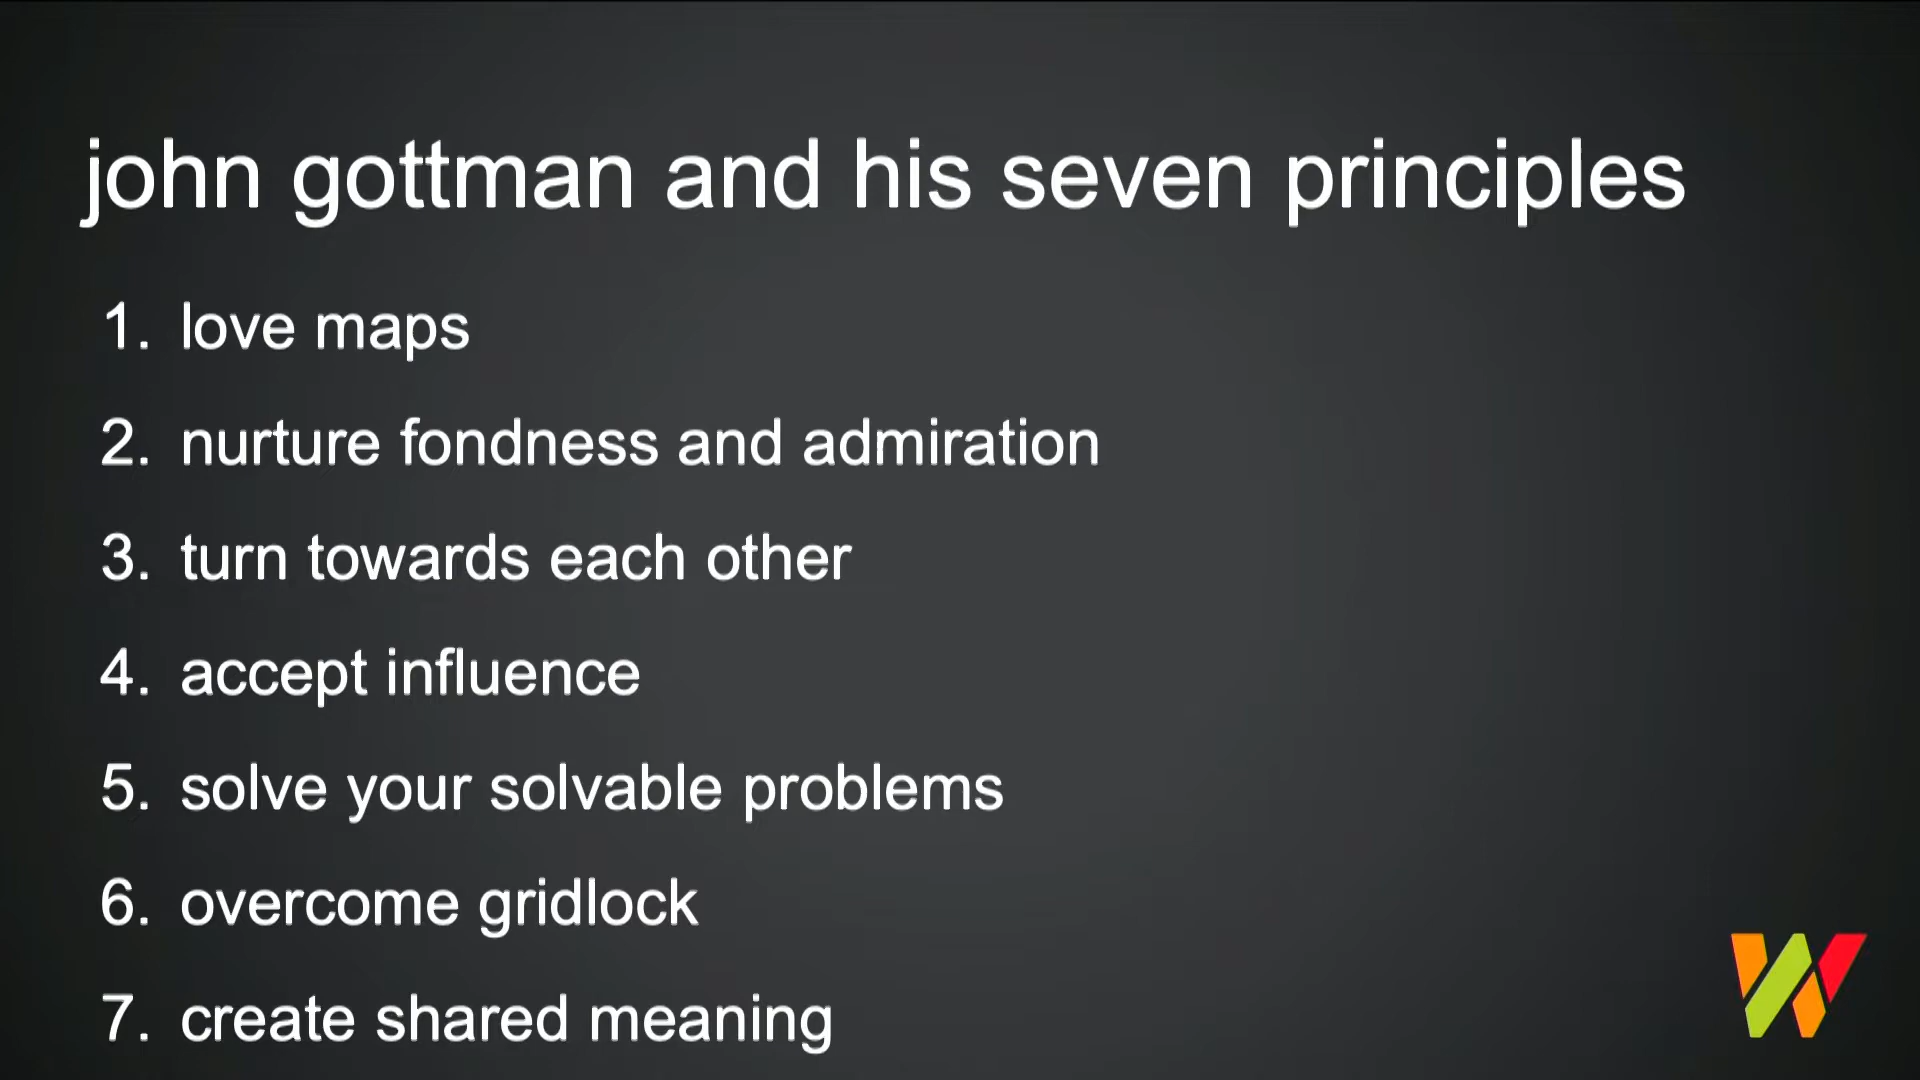 john gottman and his seven principles
1. love maps
2. nurture fondness and admiration
3. turn towards each other
4. accept influence
5. solve your solvable problems
6. overcome gridlock
7. create shared meaning
W